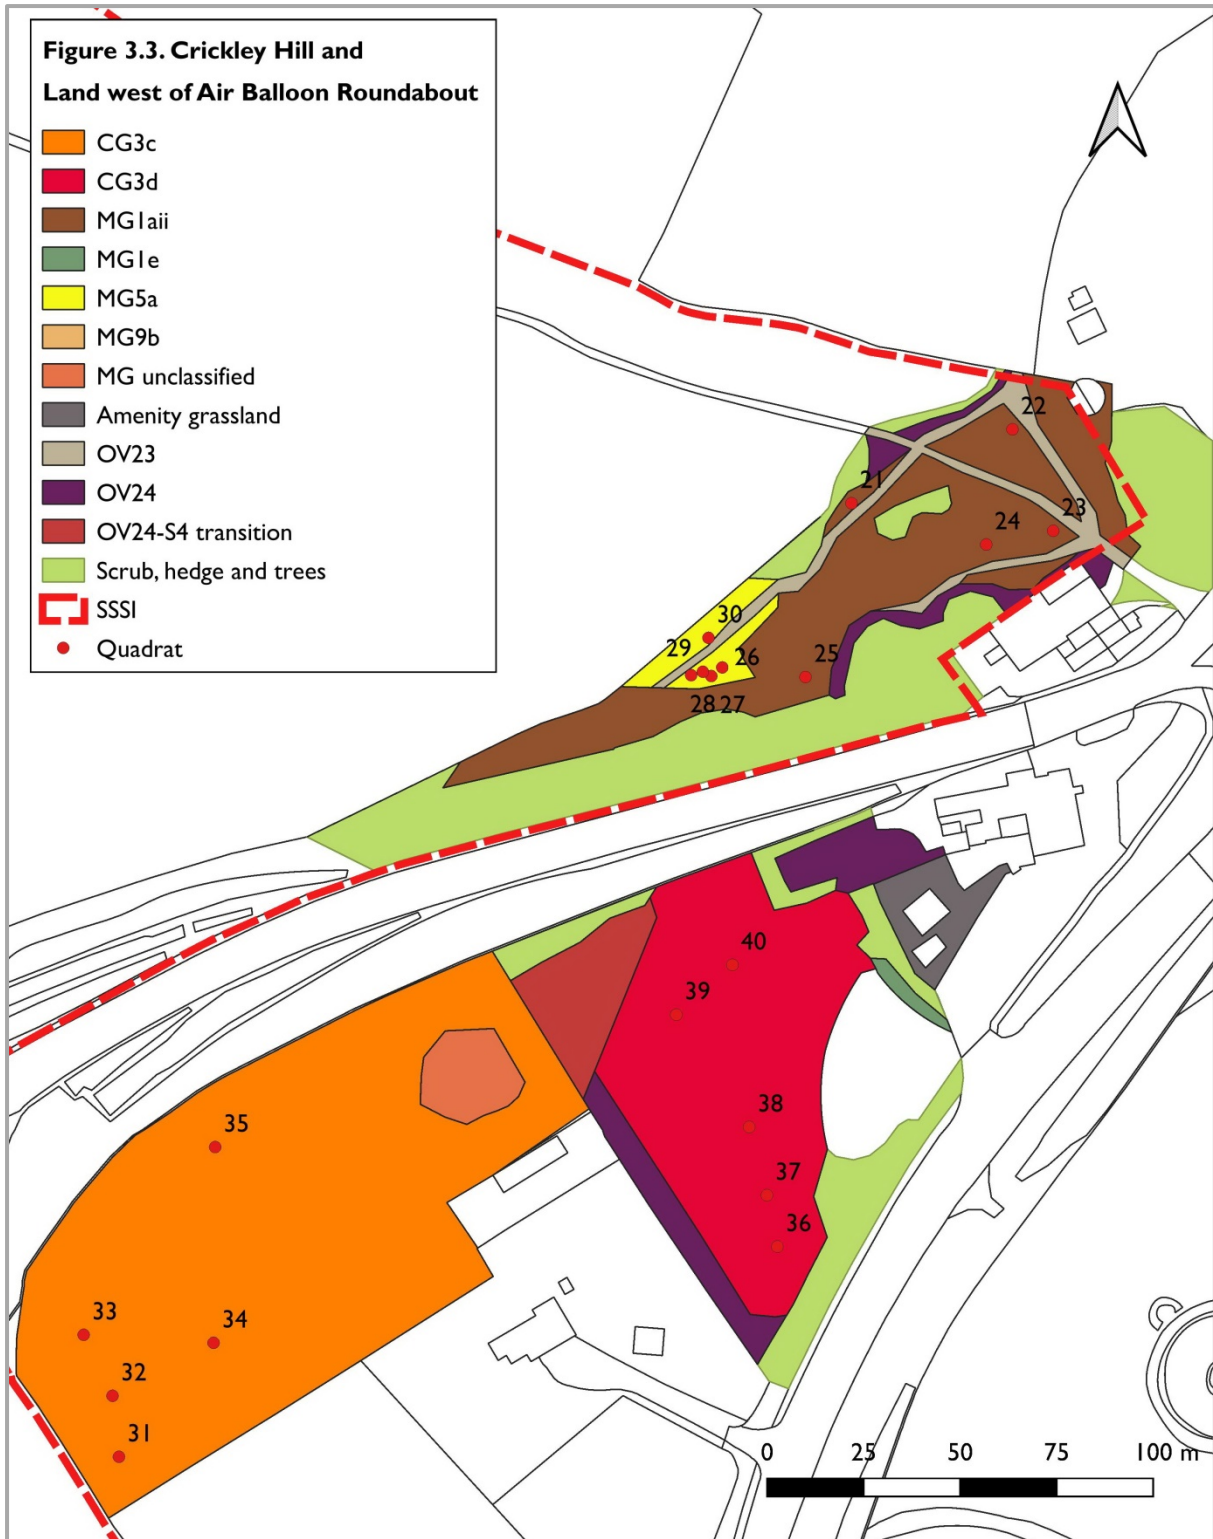 Figure 3.3. Crickley Hill and
Land west of Air Balloon Roundabout
CG3c
CG3d
MG1aii
MG1e
MG5a
MG9b
MG unclassified
Amenity grassland
OV23
OV24
OV24-S4 transition
Scrub, hedge and trees
SSSI
Quadrat
22
21
23
24
30
29
26
25
28 27
40
39
38
35
37
36
33
34
32
31
0 25 50 75 100 m